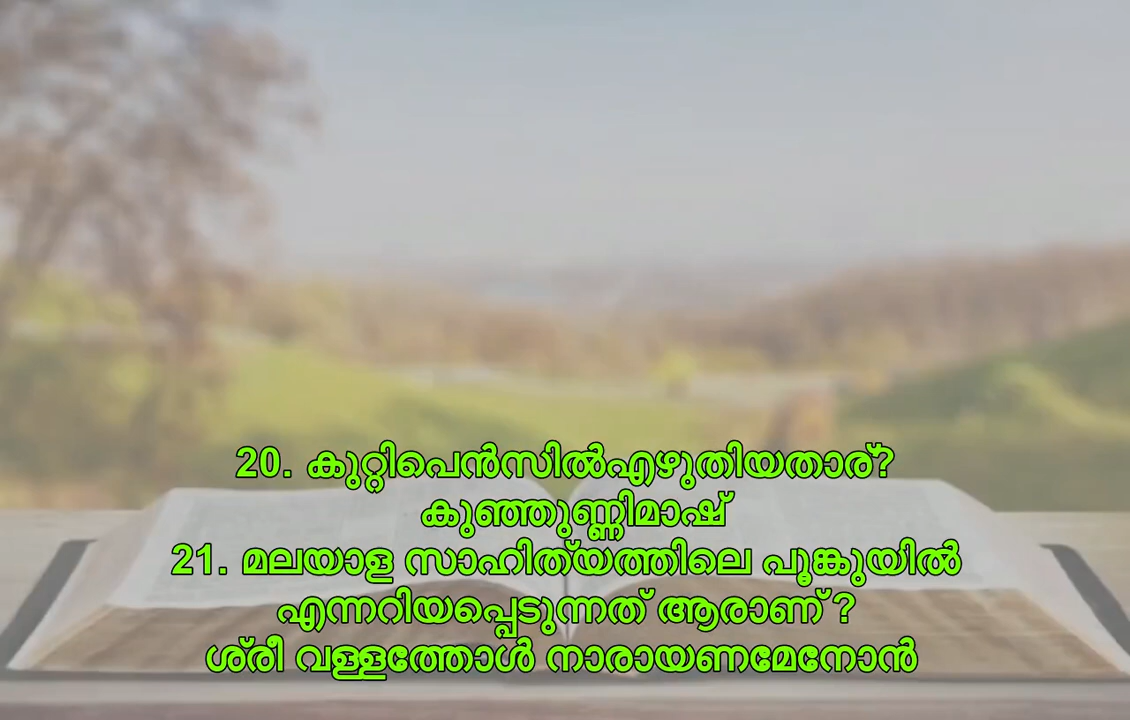 20. കുറ്റിപെൻസിൽഎഴുതിയതാര്?
കുഞ്ഞുണ്ണിമാഷ്
21. മലയാള സാഹിത്യത്തിലെ പൂങ്കുയിൽ
എന്നറിയപ്പെടുന്നത് ആരാണ് ?
ശ്രീ വള്ളത്തോൾ നാരായണമേനോൻ